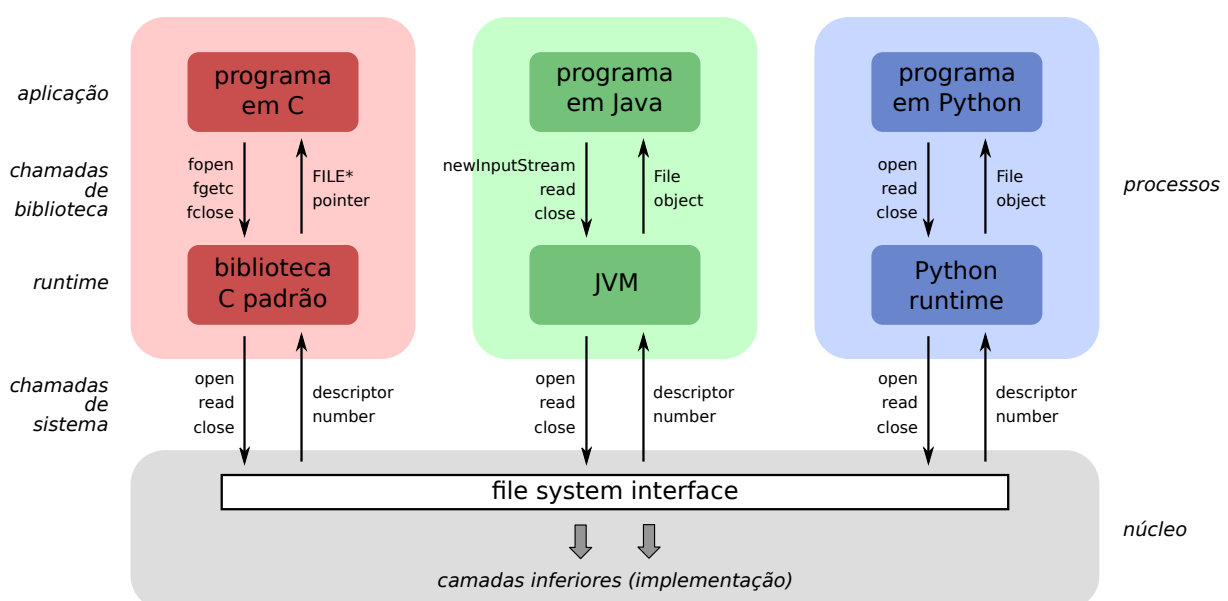 aplicação
programa
em C
programa
em Java
programa
em Python
chamadas
de
biblioteca
fopen
fgetc
fclose
FILE*
pointer
newInputStream
read
close
File
object
open
read
close
File
object
processos
runtime
biblioteca
C padrão
JVM
Python
runtime
chamadas
de
sistema
open
read
close
descriptor
number
open
read
close
descriptor
number
open
read
close
descriptor
number
file system interface
núcleo
camadas inferiores (implementação)